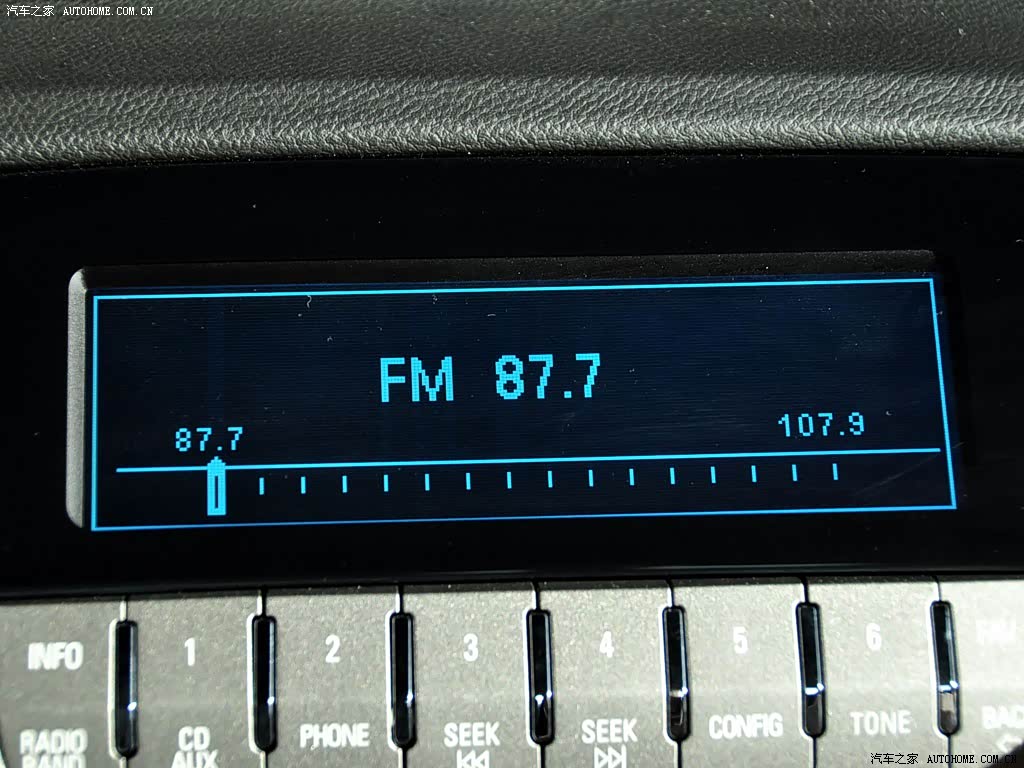 汽车之家 AUTOHOME.COM.CN
FM 87.7
87.7
107.9
INFO 1 2 3 4 5 6
RADIO BAND
CD AUX
PHONE
SEEK
SEEK
CONFIG
TONE
汽车之家 AUTOHOME.COM.CN